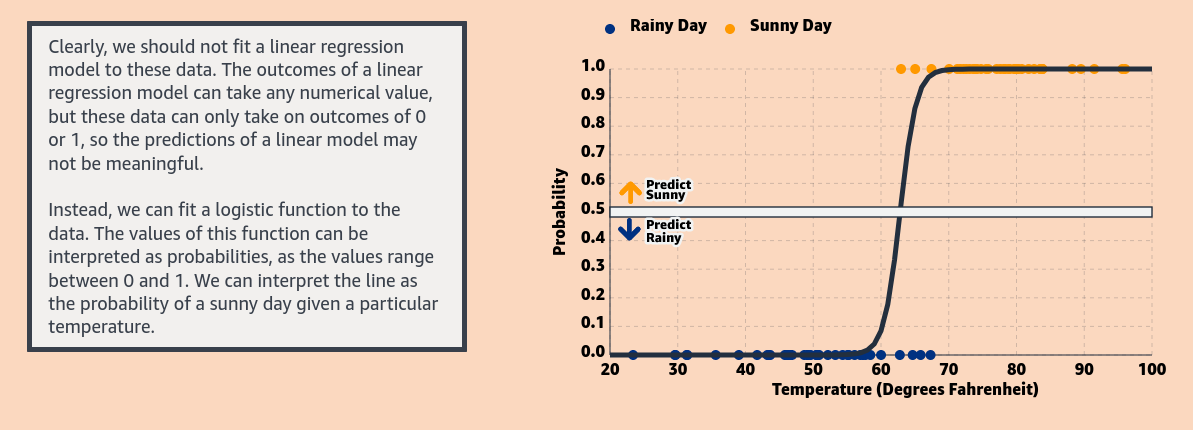 Clearly, we should not fit a linear regression
model to these data. The outcomes of a linear
regression model can take any numerical value,
but these data can only take on outcomes of 0
or 1, so the predictions of a linear model may
not be meaningful.
Instead, we can fit a logistic function to the
data. The values of this function can be
interpreted as probabilities, as the values range
between 0 and 1. We can interpret the line as
the probability of a sunny day given a particular
temperature.
Rainy Day
Sunny Day
Probability
1.0
0.9
0.8
0.7
0.6
0.5
0.4
0.3
0.2
0.1
0.0
Predict
Sunny
Predict
Rainy
20 30 40 50 60 70 80 90 100
Temperature (Degrees Fahrenheit)